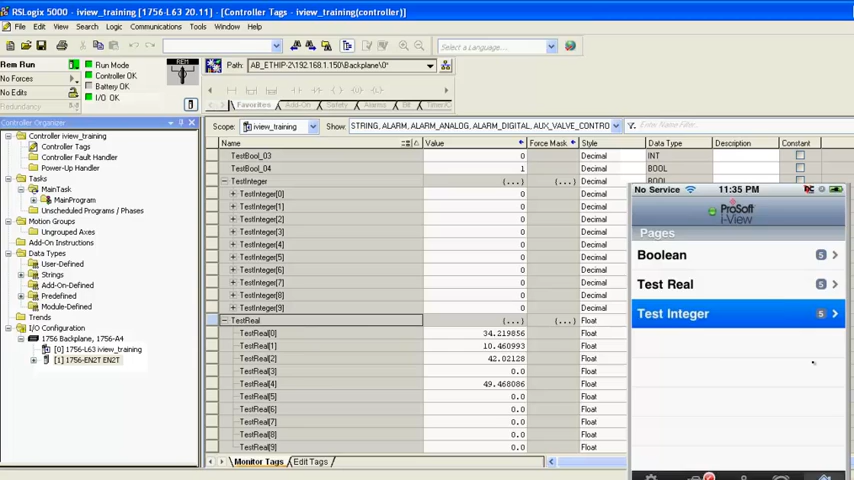 RSLogix 5000 - iview_training [1756-L63 20.11] - [Controller Tags - iview_training(controller)]
File Edit View Search Logic Communications Tools Window Help
Select a Language...
Rem Run
Run Mode
No Forces
Controller OK
Battery OK
No Edits
I/O OK
Redundancy
REM
Path: AB_ETHIP-2\192.168.1.150\Backplane\0*
Favorites Add-On Safety Alarms Bit Timer/C
Controller Organizer
Controller iview_training
Controller Tags
Controller Fault Handler
Power-Up Handler
Tasks
MainTask
MainProgram
Unscheduled Programs / Phases
Motion Groups
Ungrouped Axes
Add-On Instructions
Data Types
User-Defined
Strings
Add-On-Defined
Predefined
Module-Defined
Trends
I/O Configuration
1756 Backplane, 1756-A4
[0] 1756-L63 iview_training
[1] 1756-EN2T EN2T
Scope: iview_training Show: STRING, ALARM, ALARM_ANALOG, ALARM_DIGITAL, AUX_VALVE_CONTRO Enter Name Filter...
Name Value Force Mask Style Data Type Description Constant
TestBool_03 0 Decimal INT
TestBool_04 1 Decimal BOOL
TestInteger {...} {...} Decimal BOOL
TestInteger[0] 0 Decimal
TestInteger[1] 0 Decimal
TestInteger[2] 0 Decimal
TestInteger[3] 0 Decimal
TestInteger[4] 0 Decimal
TestInteger[5] 0 Decimal
TestInteger[6] 0 Decimal
TestInteger[7] 0 Decimal
TestInteger[8] 0 Decimal
TestInteger[9] 0 Decimal
TestReal {...} {...} Float
TestReal[0] 34.219856 Float
TestReal[1] 10.460993 Float
TestReal[2] 42.02128 Float
TestReal[3] 0.0 Float
TestReal[4] 49.468086 Float
TestReal[5] 0.0 Float
TestReal[6] 0.0 Float
TestReal[7] 0.0 Float
TestReal[8] 0.0 Float
TestReal[9] 0.0 Float
Monitor Tags Edit Tags
No Service 11:35 PM
ProSoft
i-View
Pages
Boolean 5
Test Real 5
Test Integer 5